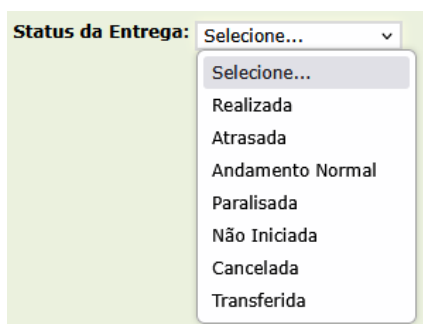 Status da Entrega: Selecione...
Selecione...
Realizada
Atrasada
Andamento Normal
Paralisada
Não Iniciada
Cancelada
Transferida